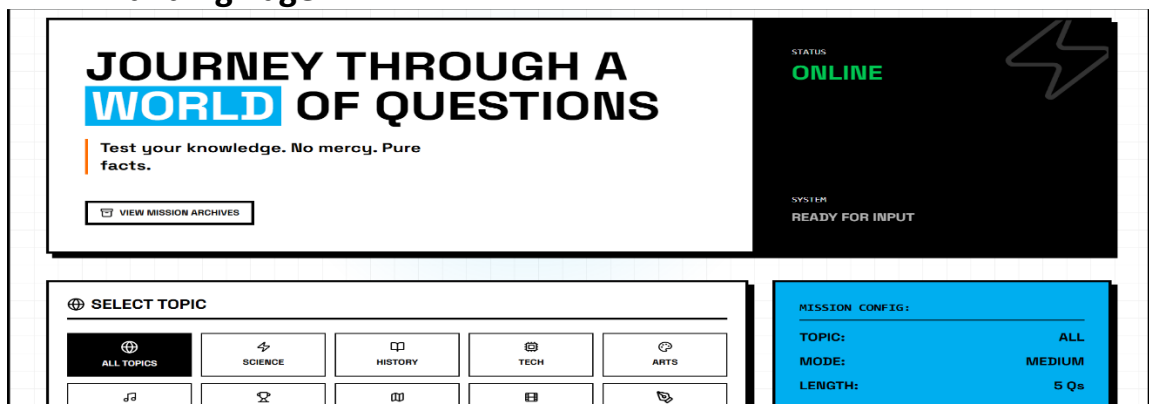 JOURNEY THROUGH A
WORLD OF QUESTIONS
Test your knowledge. No mercy. Pure
facts.
VIEW MISSION ARCHIVES
STATUS
ONLINE
SYSTEM
READY FOR INPUT
SELECT TOPIC
ALL TOPICS
SCIENCE
HISTORY
TECH
ARTS
MISSION CONFIG:
TOPIC: ALL
MODE: MEDIUM
LENGTH: 5 Qs